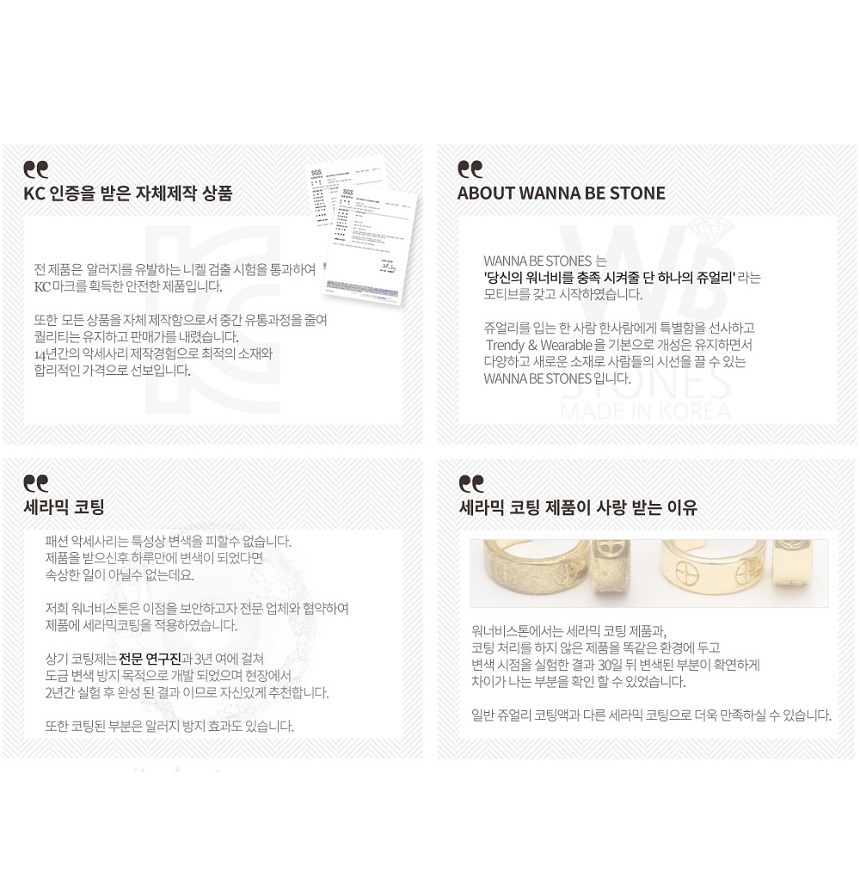 KC 인증을 받은 자체제작 상품
SGS
SGS
전 제품은 알러지를 유발하는 니켈 검출 시험을 통과하여
KC마크를 획득한 안전한 제품입니다.
또한 모든 상품을 자체 제작함으로서 중간 유통과정을 줄여
퀄리티는 유지하고 판매가를 내렸습니다.
14년간의 악세사리 제작경험으로 최적의 소재와
합리적인 가격으로 선보입니다.
ABOUT WANNA BE STONE
WB
WANNA BE STONES 는
'당신의 워너비를 충족 시켜줄 단 하나의 쥬얼리' 라는
모티브를 갖고 시작하였습니다.
쥬얼리를 입는 한 사람 한사람에게 특별함을 선사하고
Trendy & Wearable 을 기본으로 개성은 유지하면서
다양하고 새로운 소재로 사람들의 시선을 끌 수 있는
WANNA BE STONES 입니다.
STONES
MADE IN KOREA
세라믹 코팅
패션 악세사리는 특성상 변색을 피할수 없습니다.
제품을 받으신후 하루만에 변색이 되었다면
속상한 일이 아닐수 없는데요.
저희 워너비스톤은 이점을 보안하고자 전문 업체와 협약하여
제품에 세라믹코팅을 적용하였습니다.
상기 코팅제는 전문 연구진과 3년 여에 걸쳐
도금 변색 방지 목적으로 개발 되었으며 현장에서
2년간 실험 후 완성 된 결과 이므로 자신있게 추천합니다.
또한 코팅된 부분은 알러지 방지 효과도 있습니다.
세라믹 코팅 제품이 사랑 받는 이유
워너비스톤에서는 세라믹 코팅 제품과,
코팅 처리를 하지 않은 제품을 똑같은 환경에 두고
변색 시점을 실험한 결과 30일 뒤 변색된 부분이 확연하게
차이가 나는 부분을 확인 할 수 있었습니다.
일반 쥬얼리 코팅액과 다른 세라믹 코팅으로 더욱 만족하실 수 있습니다.